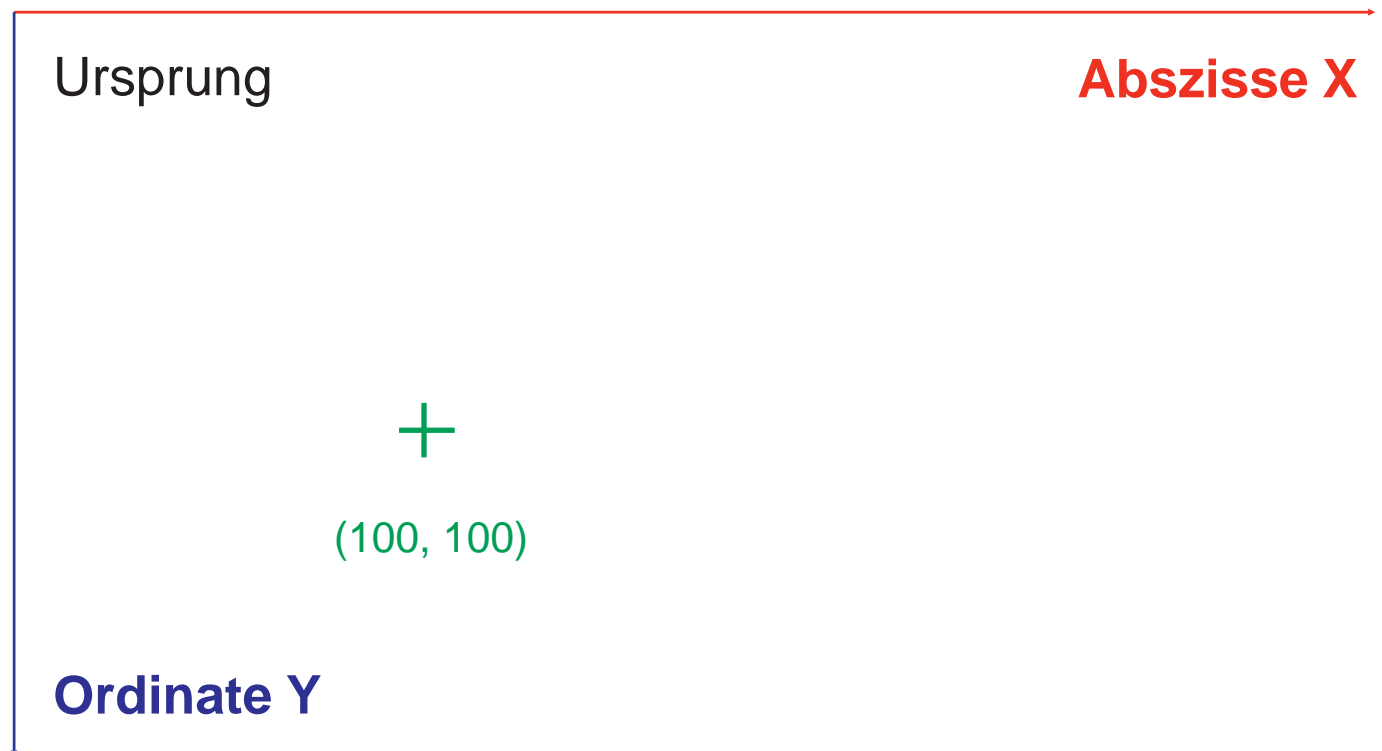 Ursprung
Abszisse X
(100, 100)
Ordinate Y